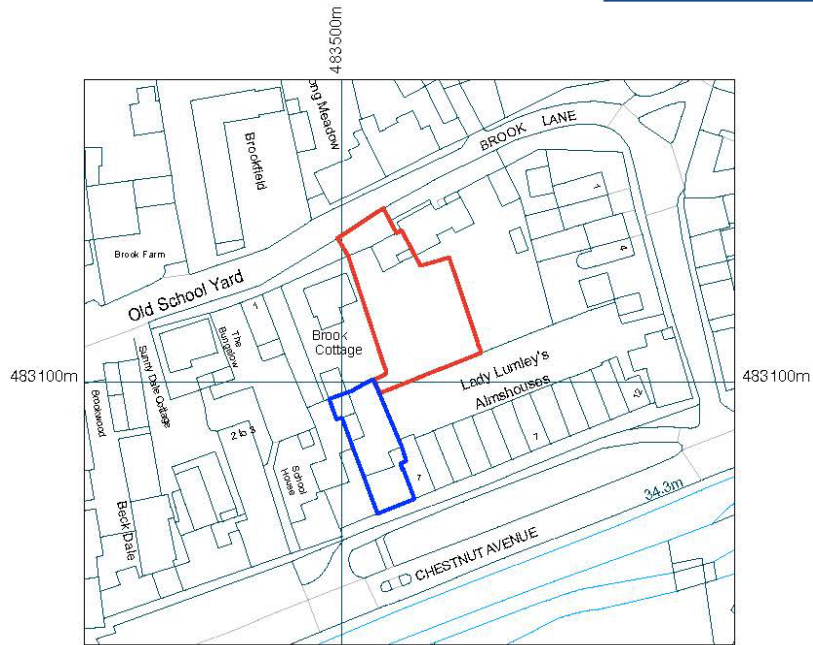 483500m
ong Meadow
BROOK LANE
Brookfield
1
4
Brook Farm
Old School Yard
1
The
Bungalow
Brook
Cottage
483100m
483100m
Lady Lumley's
Almshouses
Sunny Dale Cottage
Brookwood
12
2 to 5
7
School
House
7
34.3m
Beck Dale
CHESTNUT AVENUE